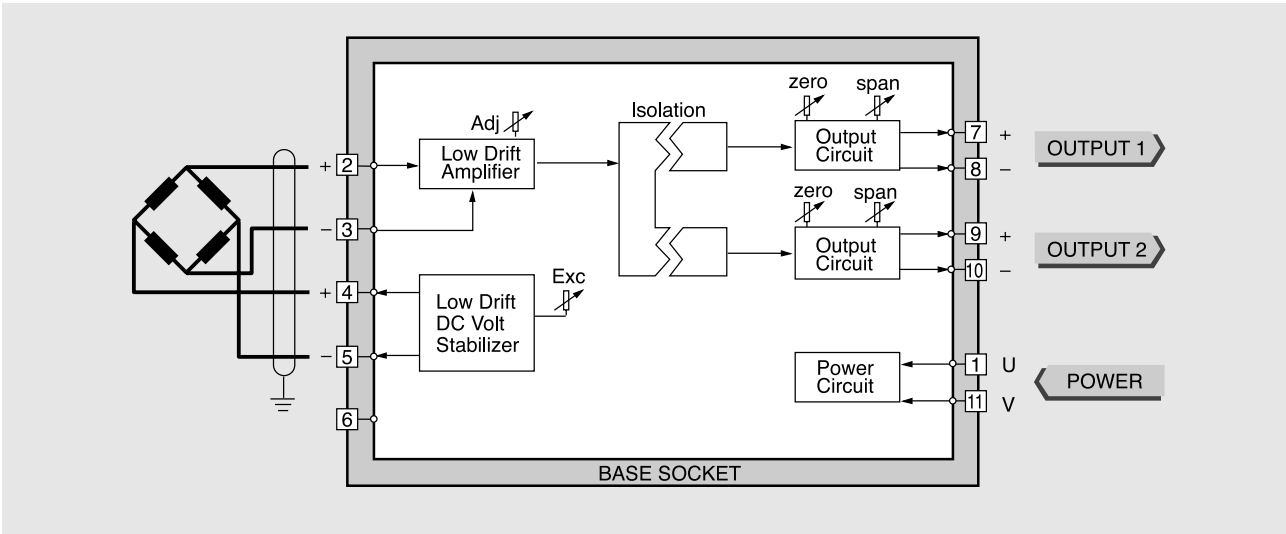 zero span
Isolation
Adj
Low Drift
Amplifier
Output
Circuit
+ 2
- 3
7 +
8 −
OUTPUT 1
zero span
Output
Circuit
9 +
10 −
OUTPUT 2
+ 4
- 5
6
Low Drift
DC Volt
Stabilizer
Exc
Power
Circuit
1 U
11 V
POWER
BASE SOCKET